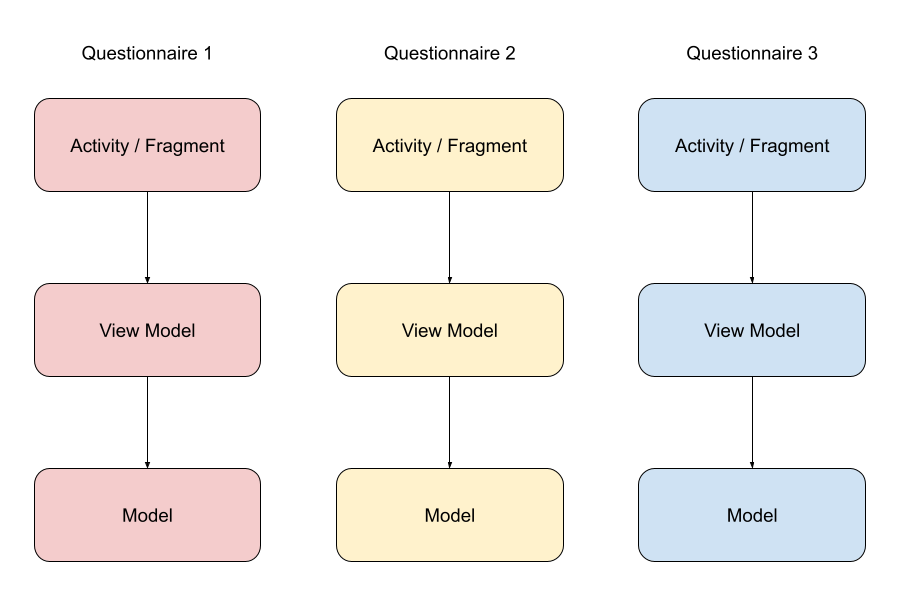 Questionnaire 1
Questionnaire 2
Questionnaire 3
Activity / Fragment
Activity / Fragment
Activity / Fragment
View Model
View Model
View Model
Model
Model
Model